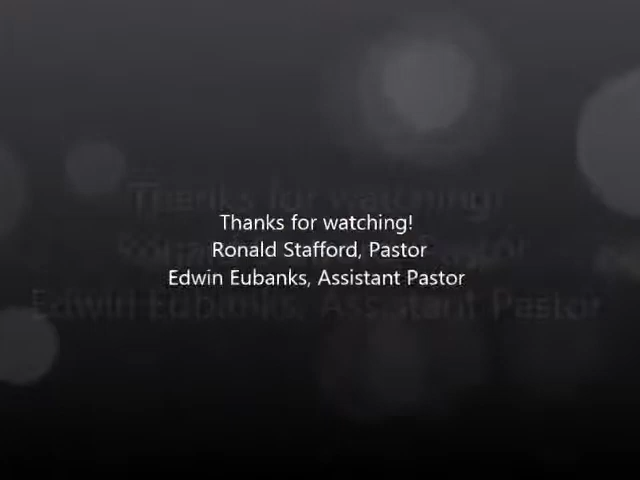 Thanks for watching!
Ronald Stafford, Pastor
Edwin Eubanks, Assistant Pastor